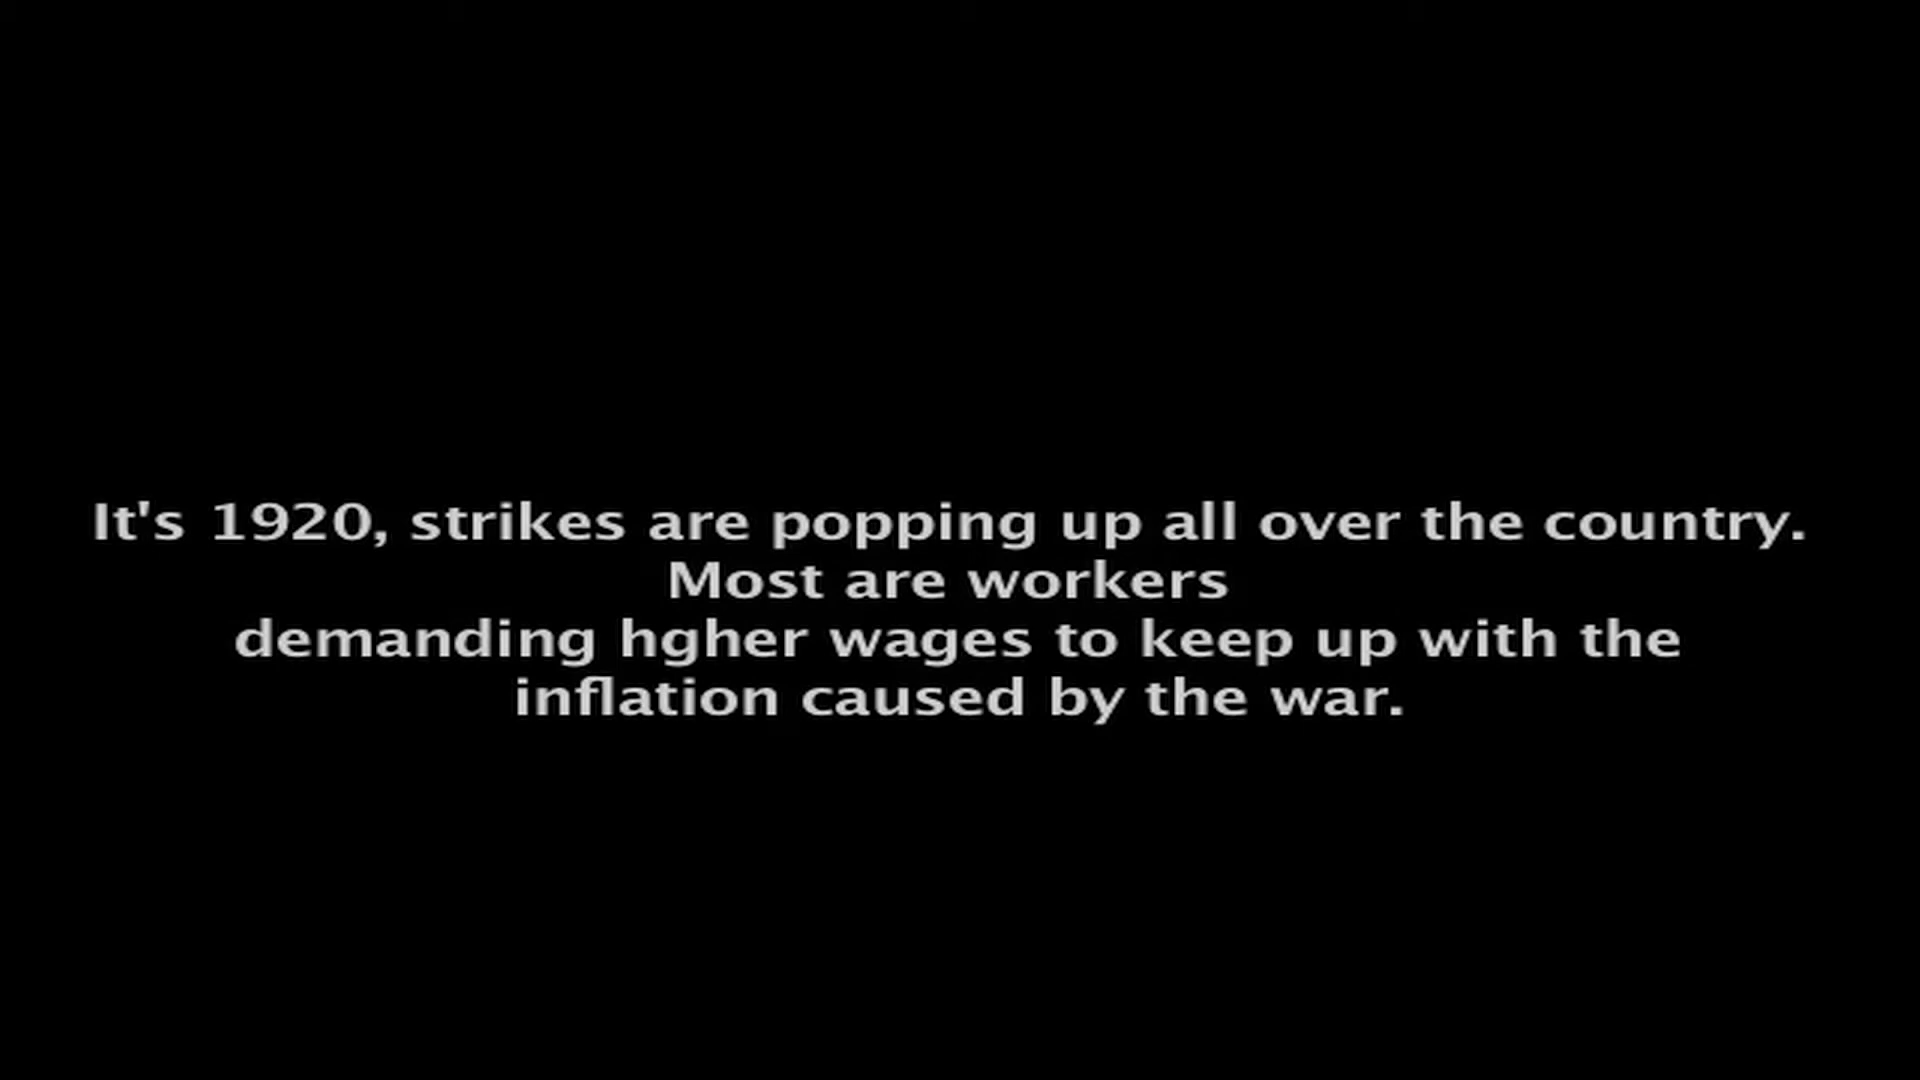 It's 1920, strikes are popping up all over the country.
Most are workers
demanding hgher wages to keep up with the
inflation caused by the war.